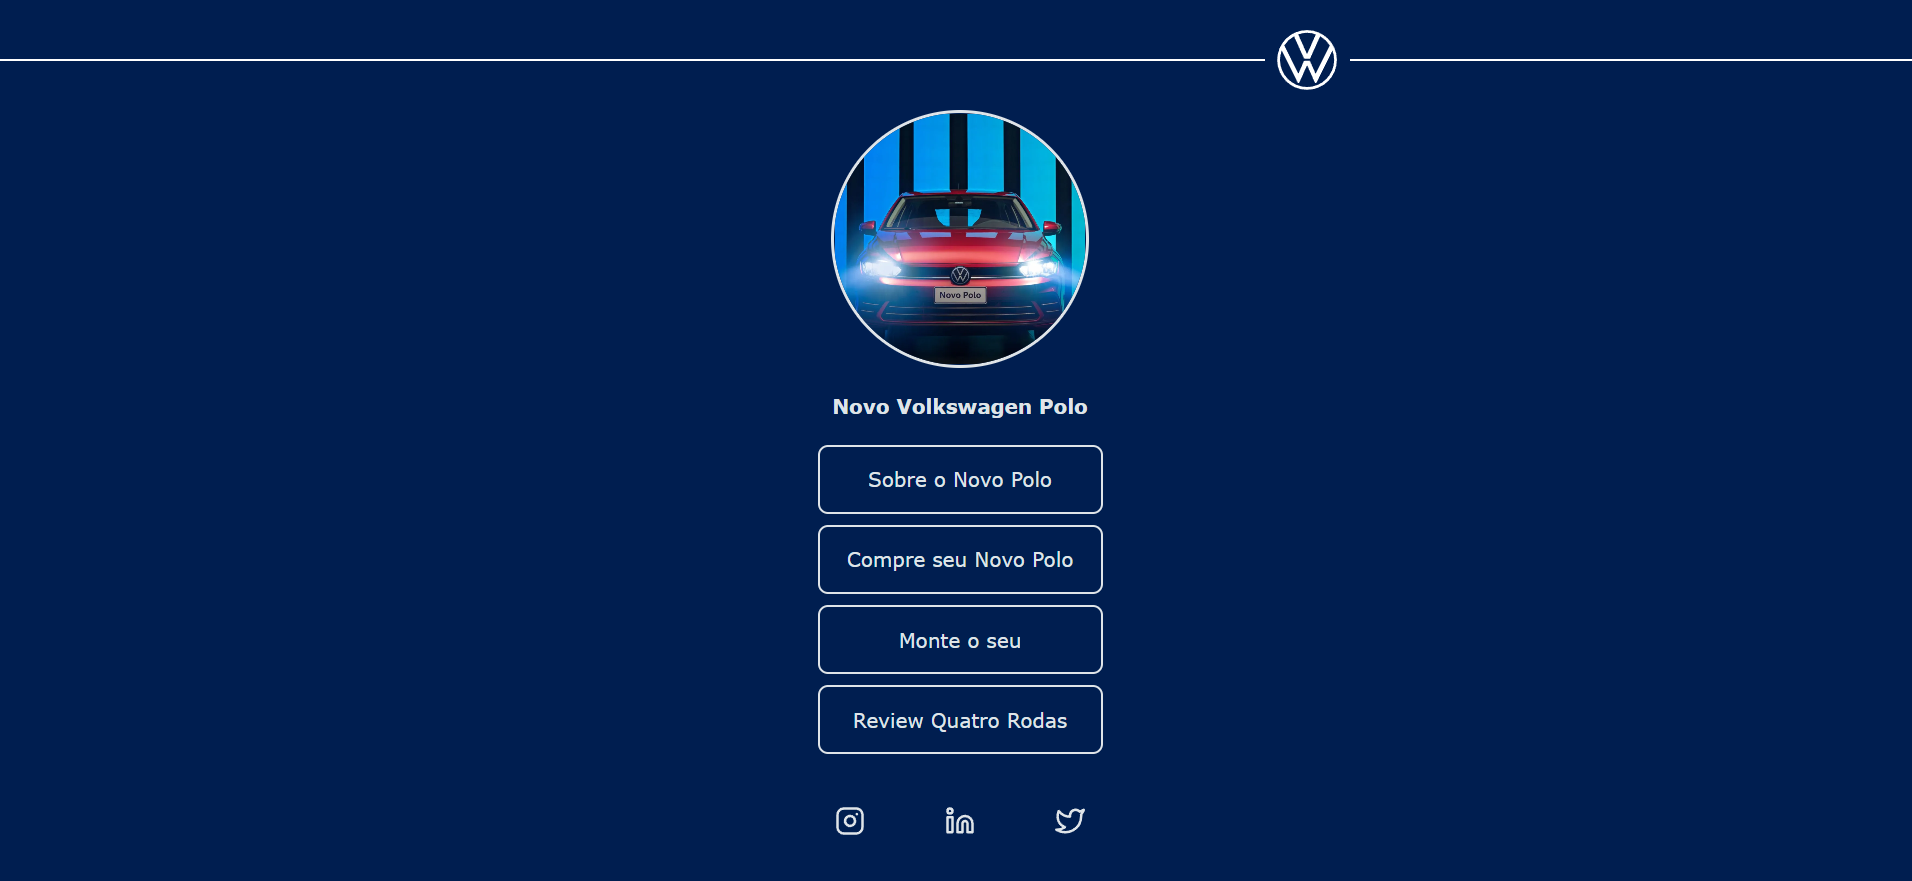 Novo Polo
Novo Volkswagen Polo
Sobre o Novo Polo
Compre seu Novo Polo
Monte o seu
Review Quatro Rodas